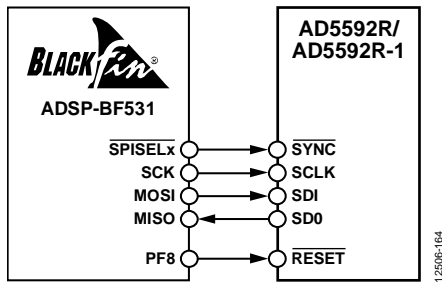 BLACKfin®
ADSP-BF531
SPISELx
SCK
MOSI
MISO
PF8
AD5592R/
AD5592R-1
SYNC
SCLK
SDI
SD0
RESET
12506-164